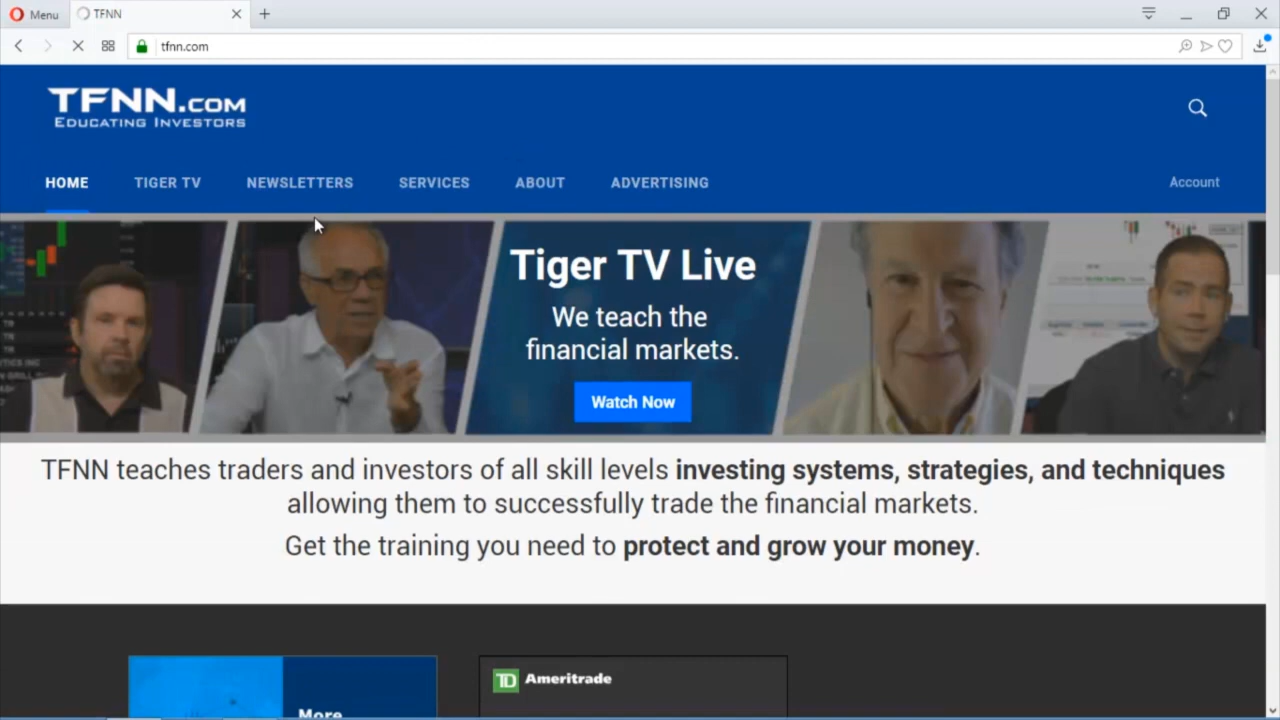 Menu
TFNN
tfnn.com
TFNN.COM
EDUCATING INVESTORS
HOME
TIGER TV
NEWSLETTERS
SERVICES
ABOUT
ADVERTISING
Account
Tiger TV Live
We teach the
financial markets.
Watch Now
TFNN teaches traders and investors of all skill levels investing systems, strategies, and techniques
allowing them to successfully trade the financial markets.
Get the training you need to protect and grow your money.
More
TD Ameritrade